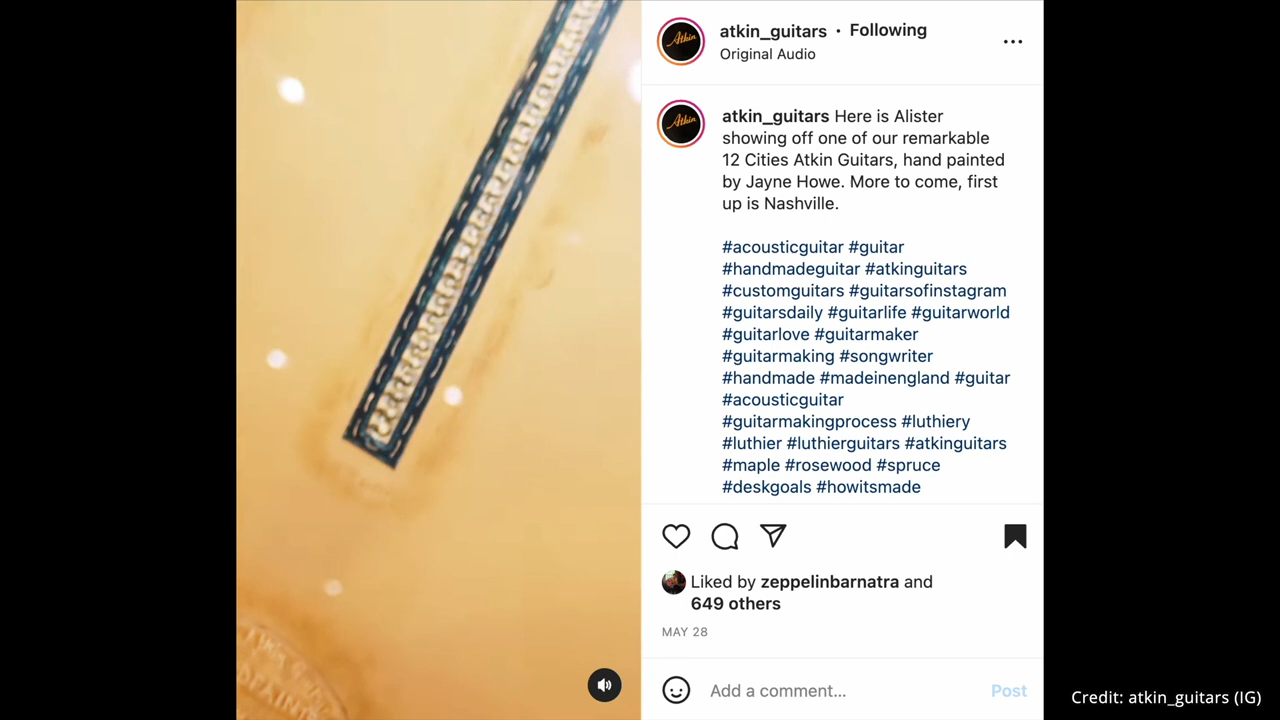 atkin_guitars • Following
Original Audio
atkin_guitars Here is Alister
showing off one of our remarkable
12 Cities Atkin Guitars, hand painted
by Jayne Howe. More to come, first
up is Nashville.
#acousticguitar #guitar
#handmadeguitar #atkinguitars
#customguitars #guitarsofinstagram
#guitarsdaily #guitarlife #guitarworld
#guitarlove #guitarmaker
#guitarmaking #songwriter
#handmade #madeinengland #guitar
#acousticguitar
#guitarmakingprocess #luthiery
#luthier #luthierguitars #atkinguitars
#maple #rosewood #spruce
#deskgoals #howitsmade
Liked by zeppelinbarnatra and
649 others
MAY 28
Add a comment... Post
Credit: atkin_guitars (IG)
Atkin
Atkin